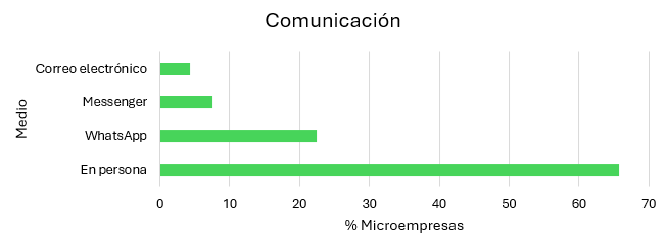 Comunicación
Medio
Correo electrónico
Messenger
WhatsApp
En persona
0 10 20 30 40 50 60 70
% Microempresas